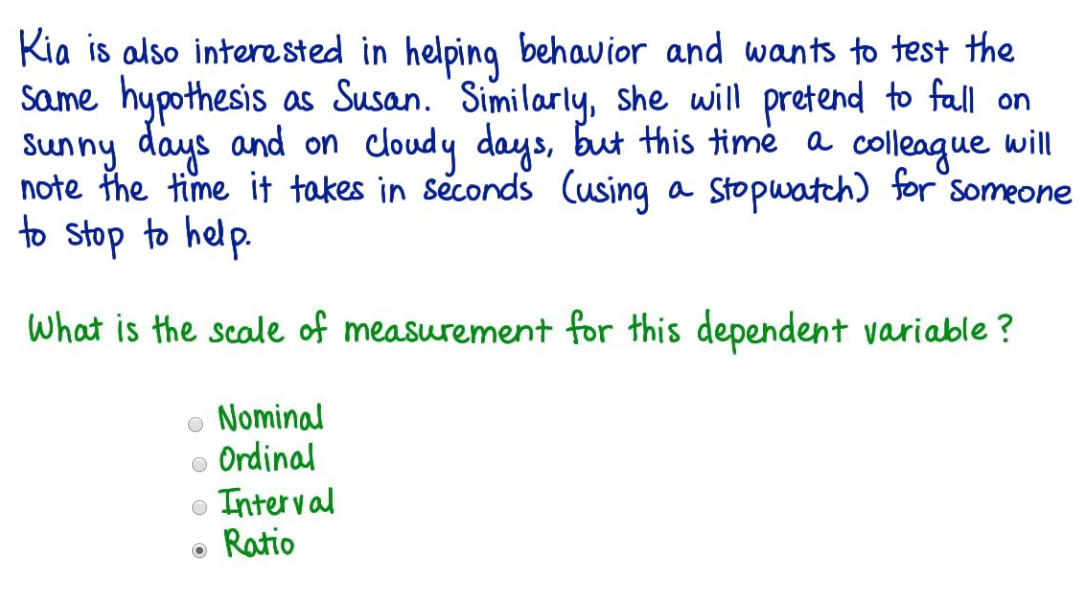 Kia is also interested in helping behavior and wants to test the
same hypothesis as Susan. Similarly, she will pretend to fall on
sunny days and on cloudy days, but this time a colleague will
note the time it takes in seconds (using a stopwatch) for someone
to stop to help.
What is the scale of measurement for this dependent variable?
Nominal
Ordinal
Interval
Ratio